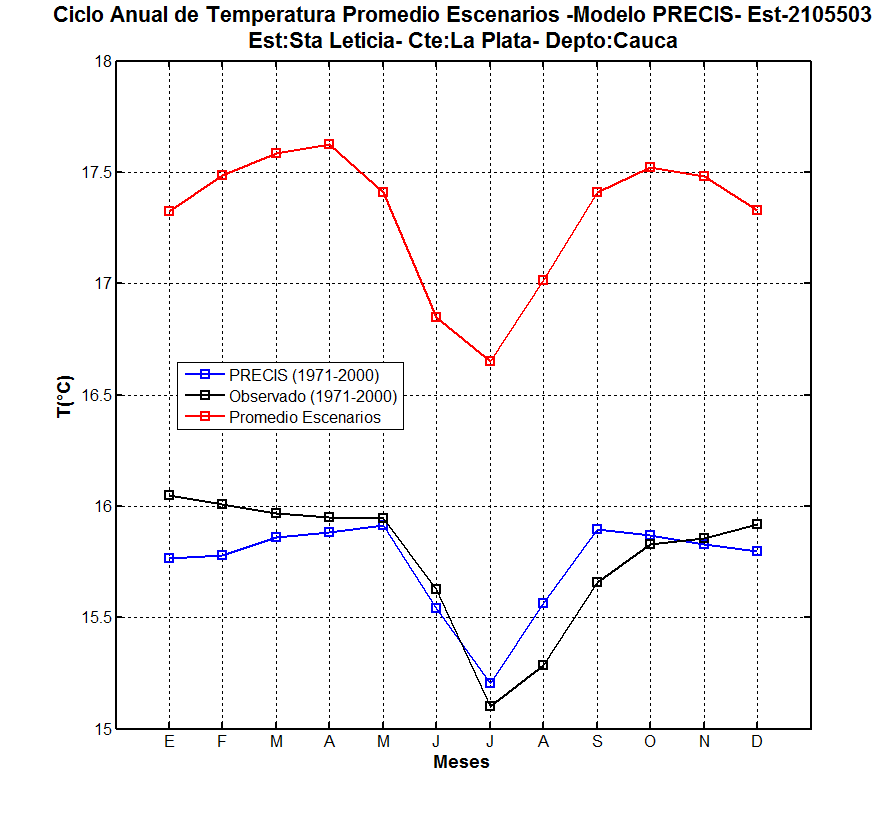 Ciclo Anual de Temperatura Promedio Escenarios -Modelo PRECIS- Est-2105503
Est:Sta Leticia- Cte:La Plata- Depto:Cauca
18
17.5
17
16.5
16
15.5
15
T(°C)
PRECIS (1971-2000)
Observado (1971-2000)
Promedio Escenarios
E F M A M J J A S O N D
Meses